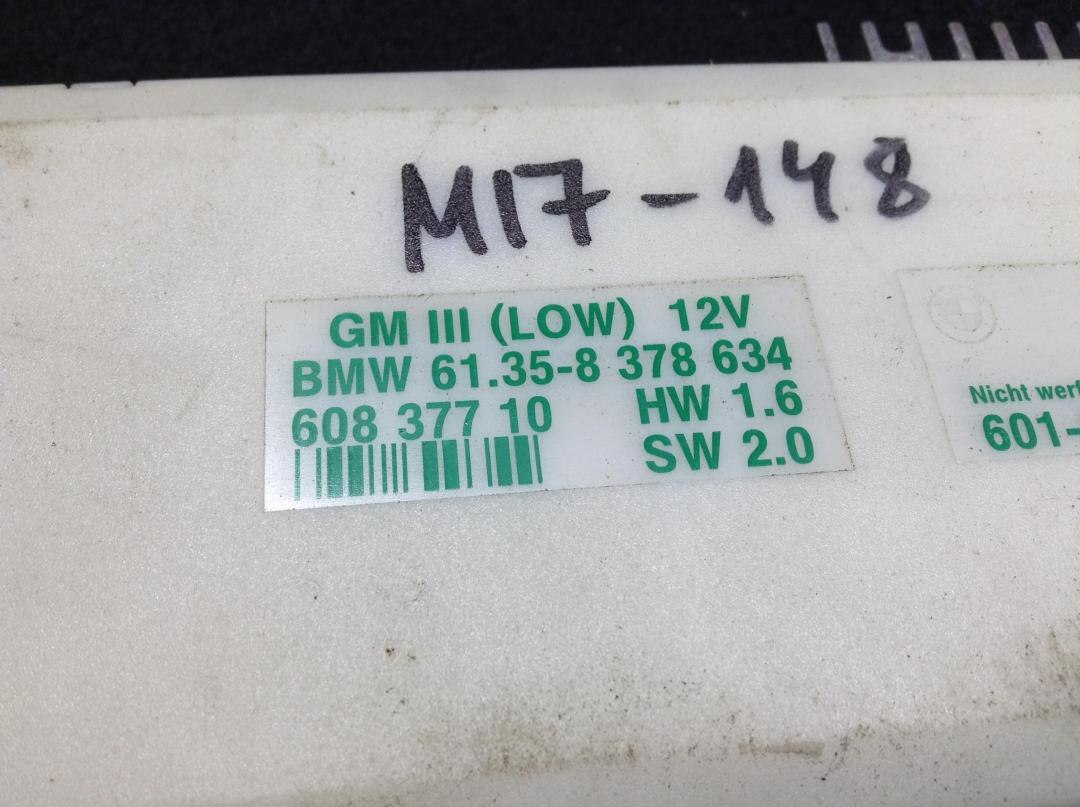 M17-148
GM III (LOW) 12V
BMW 61.35-8 378 634
608 377 10 HW 1.6
SW 2.0
Nicht
601-